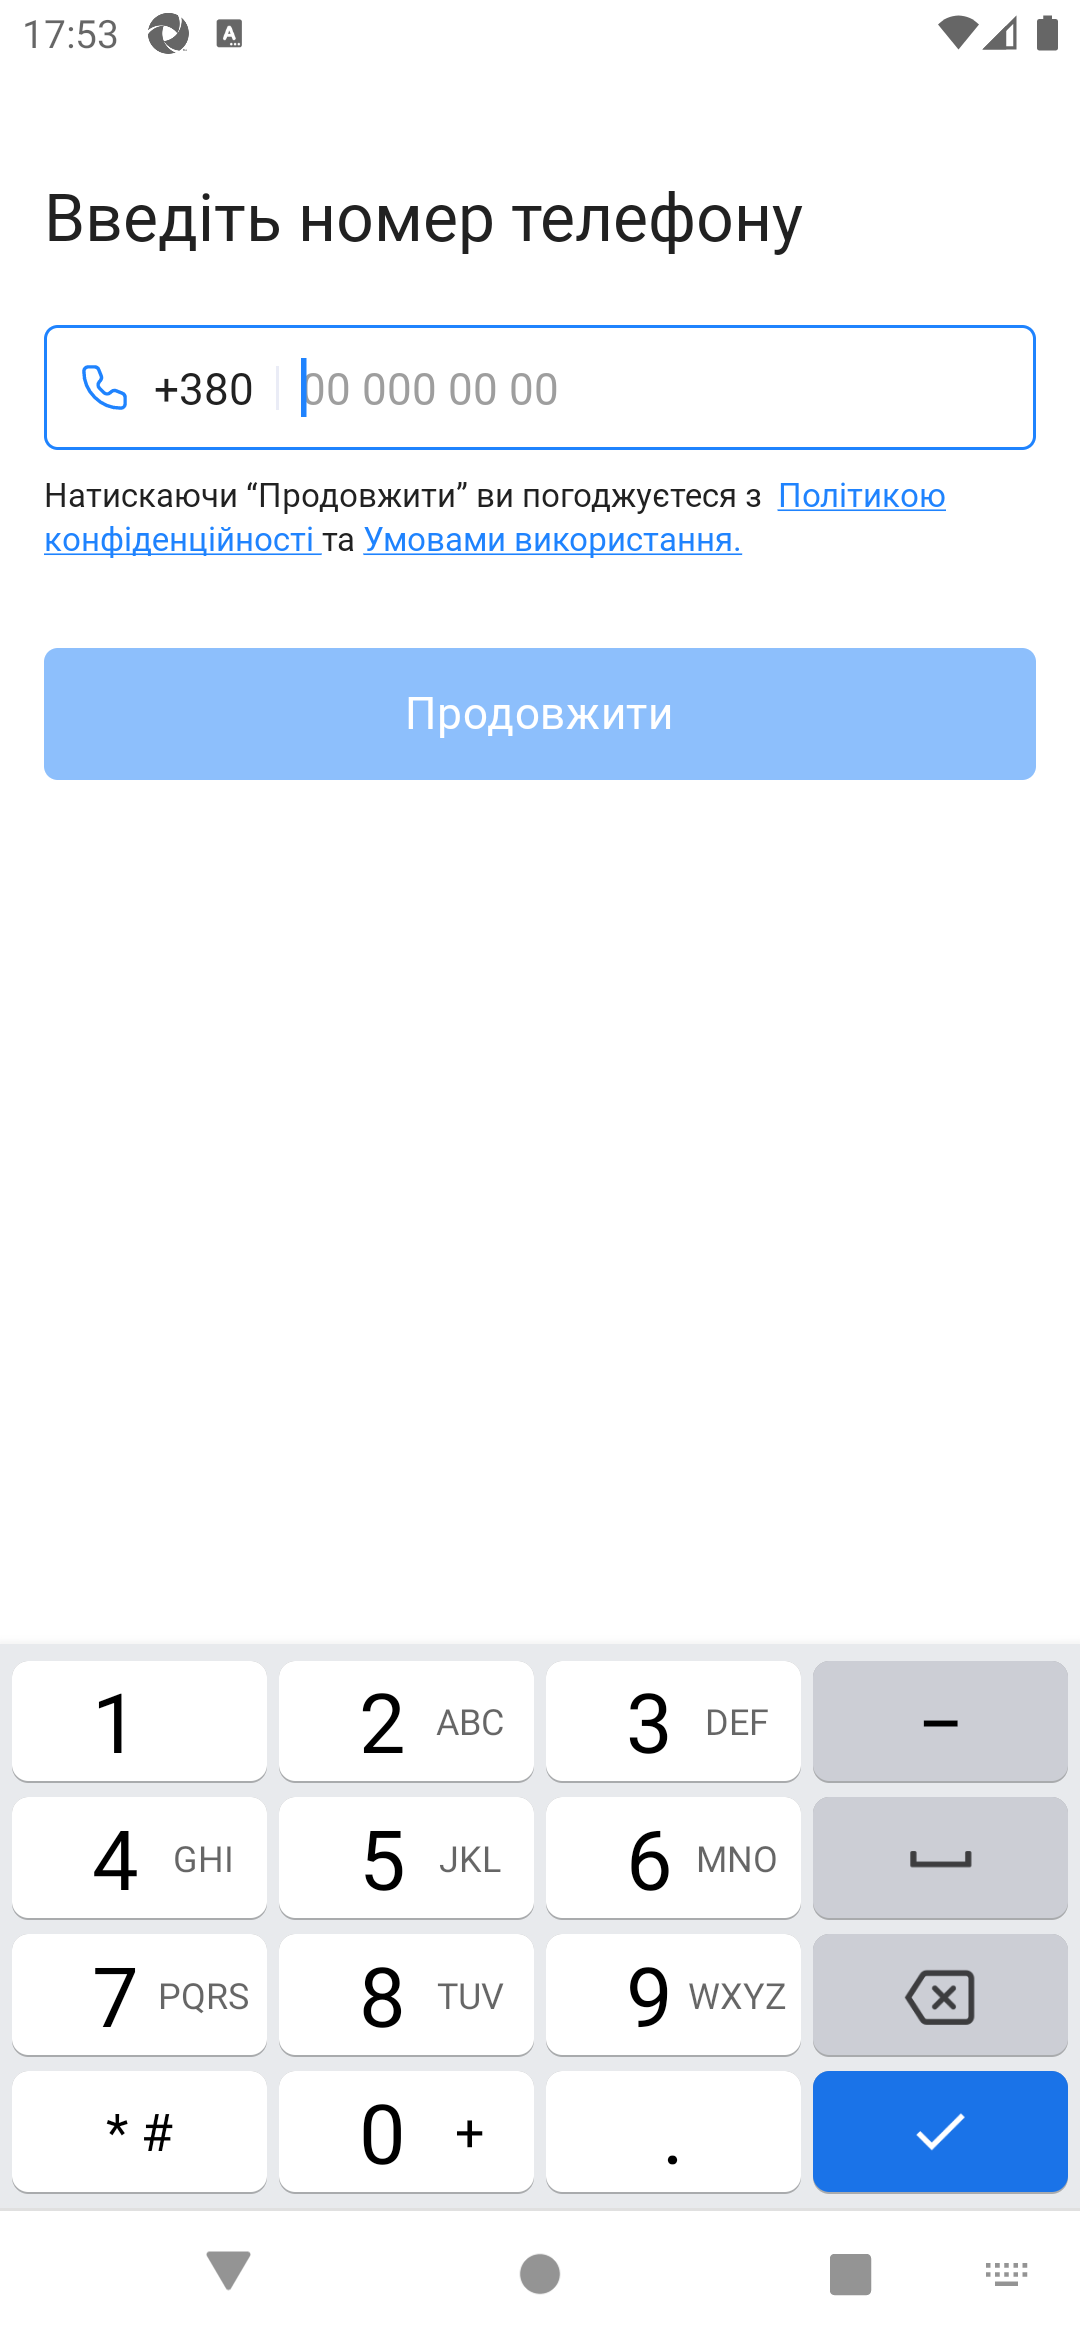 17:53
Введіть номер телефону
+380 00 000 00 00
Натискаючи “Продовжити” ви погоджуєтеся з Політикою
конфіденційності та Умовами використання.
Продовжити
1 2 ABC 3 DEF –
4 GHI 5 JKL 6 MNO
7 PQRS 8 TUV 9 WXYZ
* # 0 + .